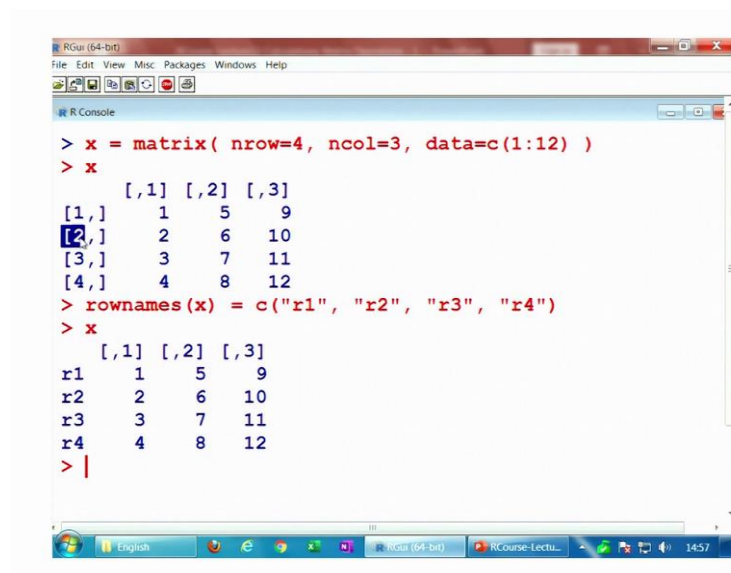 RGui (64-bit)
File Edit View Misc Packages Windows Help
R Console
> x = matrix( nrow=4, ncol=3, data=c(1:12) )
> x
[,1] [,2] [,3]
[1,] 1 5 9
[2,] 2 6 10
[3,] 3 7 11
[4,] 4 8 12
> rownames(x) = c("r1", "r2", "r3", "r4")
> x
[,1] [,2] [,3]
r1 1 5 9
r2 2 6 10
r3 3 7 11
r4 4 8 12
>
English RGui (64-bit) RCourse-Lectu... 14:57